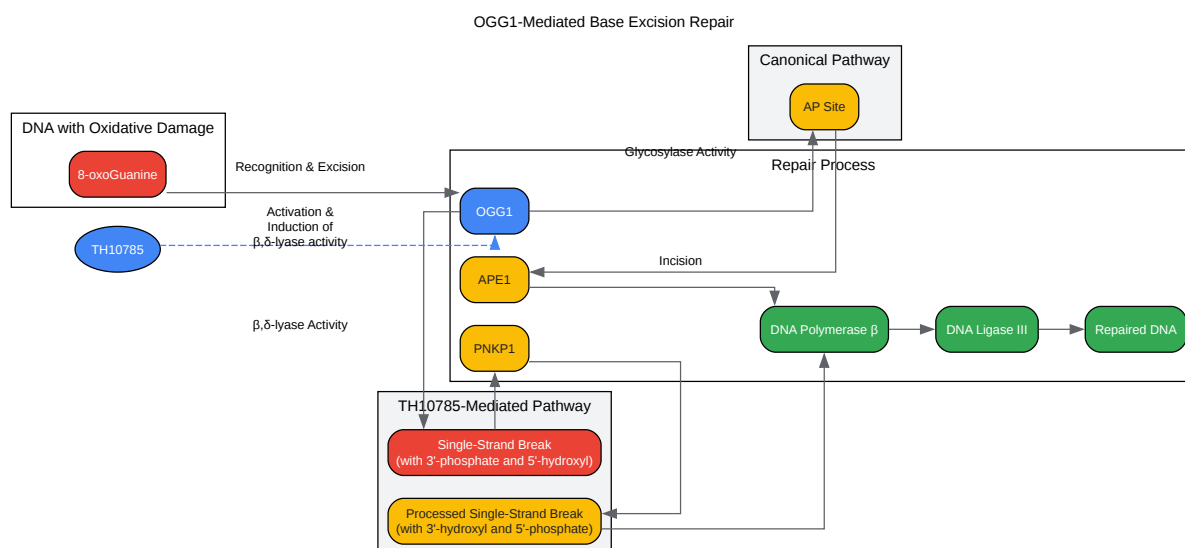 OGG1-Mediated Base Excision Repair
Canonical Pathway
AP Site
DNA with Oxidative Damage
8-oxoGuanine
Recognition & Excision
Glycosylase Activity
Repair Process
OGG1
Activation &
Induction of
β,δ-lyase activity
TH10785
APE1
Incision
β,δ-lyase Activity
PNKP1
DNA Polymerase β
DNA Ligase III
Repaired DNA
TH10785-Mediated Pathway
Single-Strand Break
(with 3'-phosphate and 5'-hydroxyl)
Processed Single-Strand Break
(with 3'-hydroxyl and 5'-phosphate)